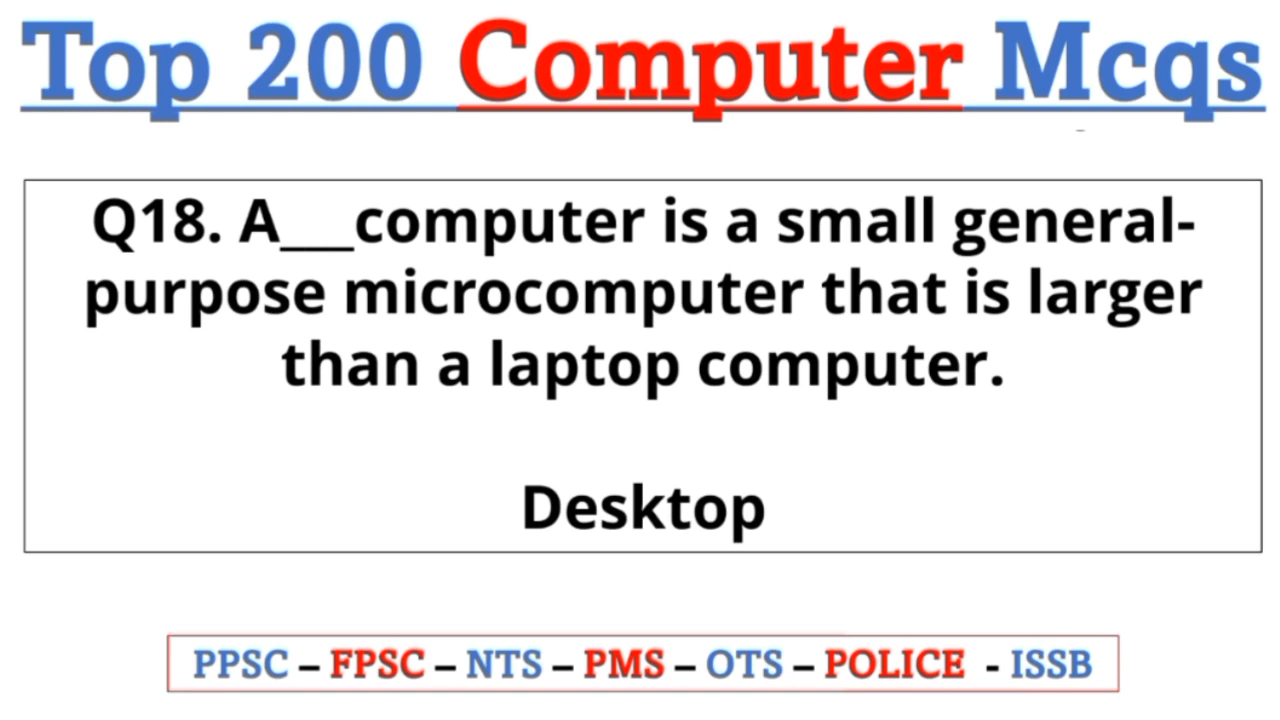 Top 200 Computer Mcqs
Q18. A___computer is a small general-
purpose microcomputer that is larger
than a laptop computer.
Desktop
PPSC – FPSC – NTS – PMS – OTS – POLICE - ISSB